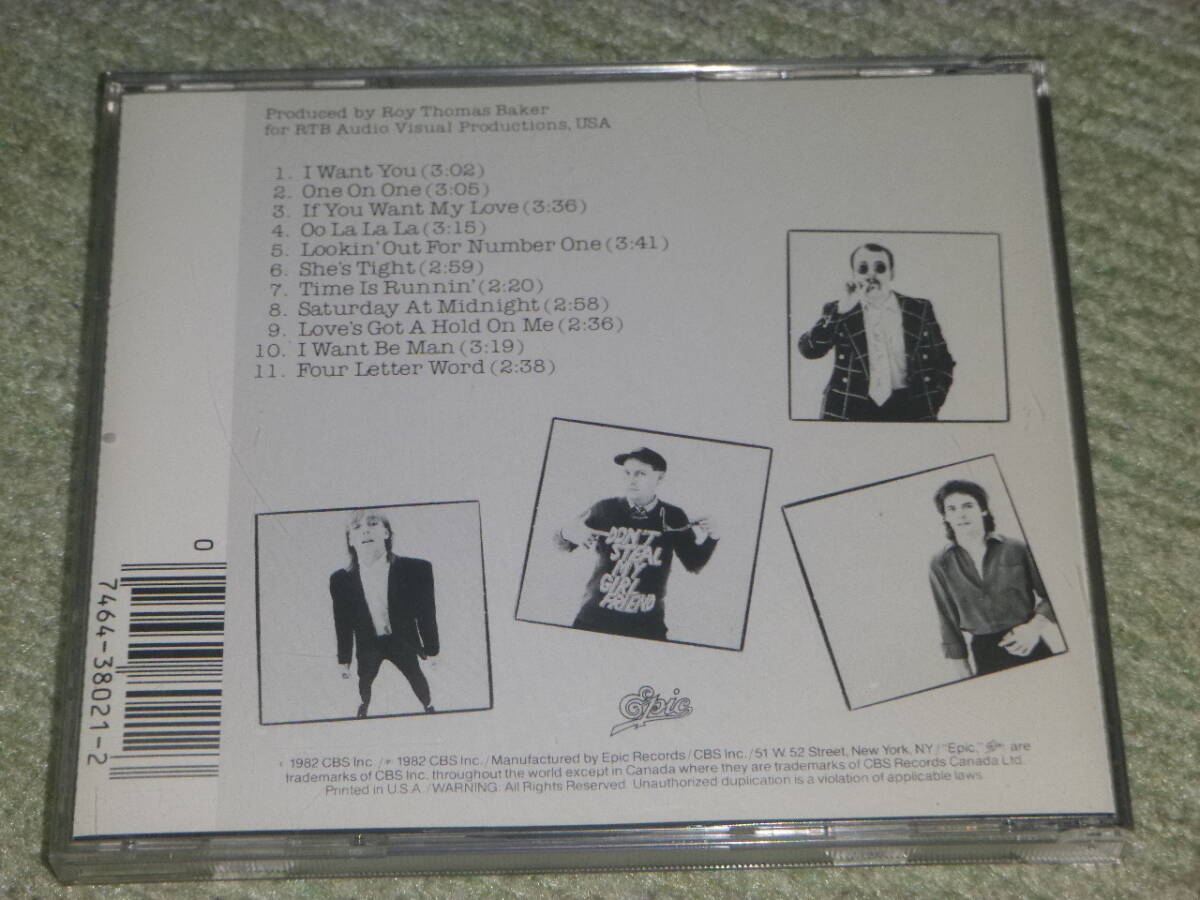 Produced by Roy Thomas Baker
for RTB Audio Visual Productions, USA
1. I Want You (3:02)
2. One On One (3:05)
3. If You Want My Love (3:36)
4. Oo La La La (3:15)
5. Lookin' Out For Number One (3:41)
6. She's Tight (2:59)
7. Time Is Runnin' (2:20)
8. Saturday At Midnight (2:58)
9. Love's Got A Hold On Me (2:36)
10. I Want Be Man (3:19)
11. Four Letter Word (2:38)
DON'T
STEAL
MY
GIRL
FRIEND
0
7464-38021-2
Epic
© 1982 CBS Inc./℗ 1982 CBS Inc./Manufactured by Epic Records/CBS Inc./51 W. 52 Street, New York, NY/"Epic," Epic are
trademarks of CBS Inc. throughout the world except in Canada where they are trademarks of CBS Records Canada Ltd.
Printed in U.S.A./WARNING: All Rights Reserved. Unauthorized duplication is a violation of applicable laws.